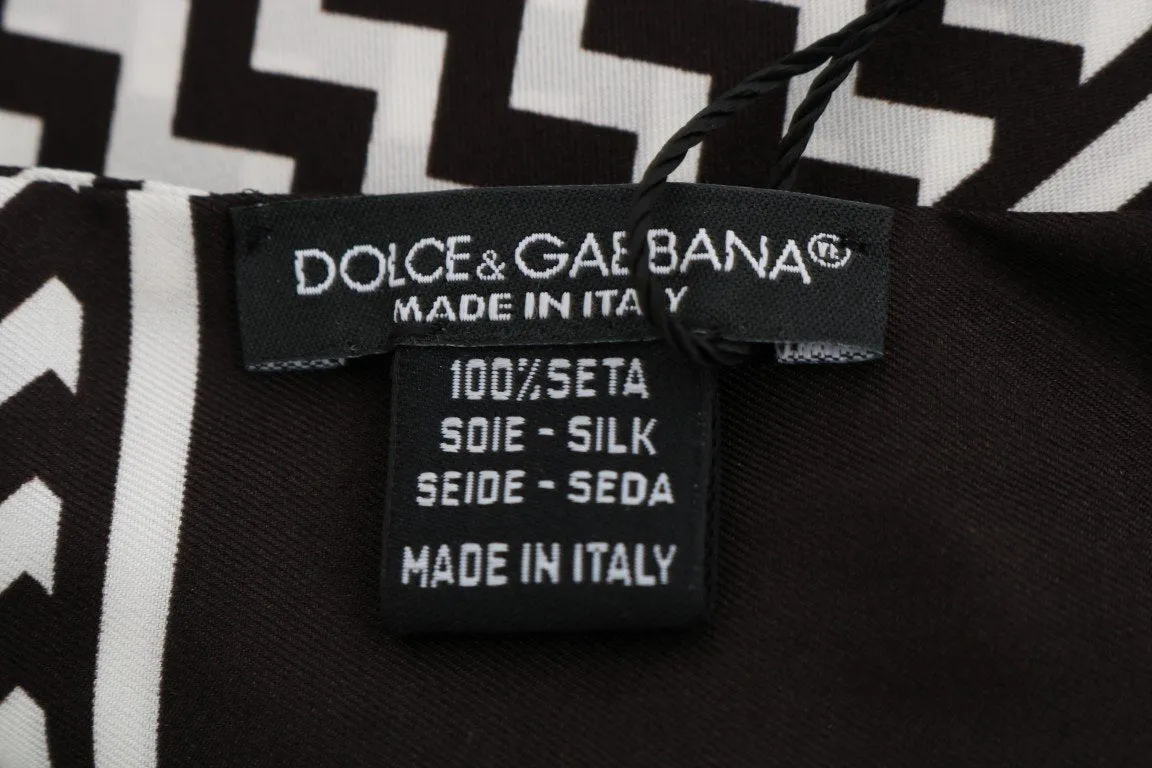 DOLCE&GABBANA
MADE IN ITALY
100%SETA
SOIE - SILK
SEIDE - SEDA
MADE IN ITALY